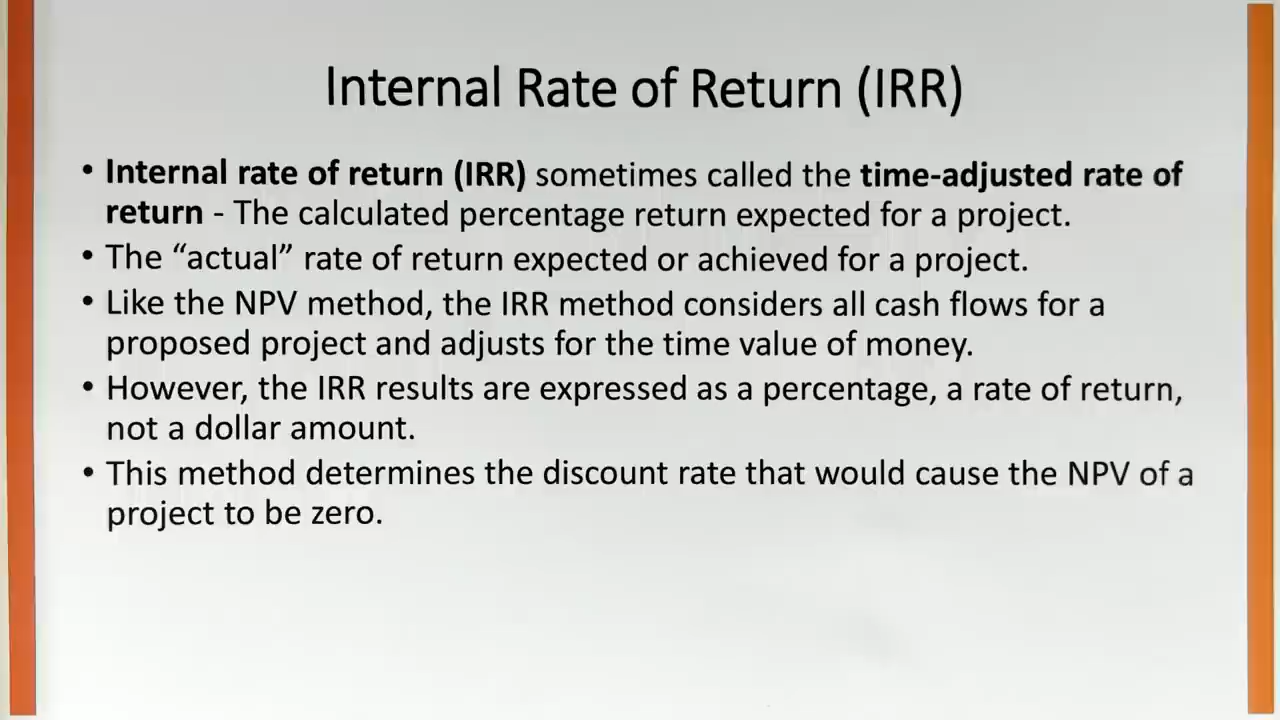 Internal Rate of Return (IRR)
• Internal rate of return (IRR) sometimes called the time-adjusted rate of
return - The calculated percentage return expected for a project.
• The “actual” rate of return expected or achieved for a project.
• Like the NPV method, the IRR method considers all cash flows for a
proposed project and adjusts for the time value of money.
• However, the IRR results are expressed as a percentage, a rate of return,
not a dollar amount.
• This method determines the discount rate that would cause the NPV of a
project to be zero.